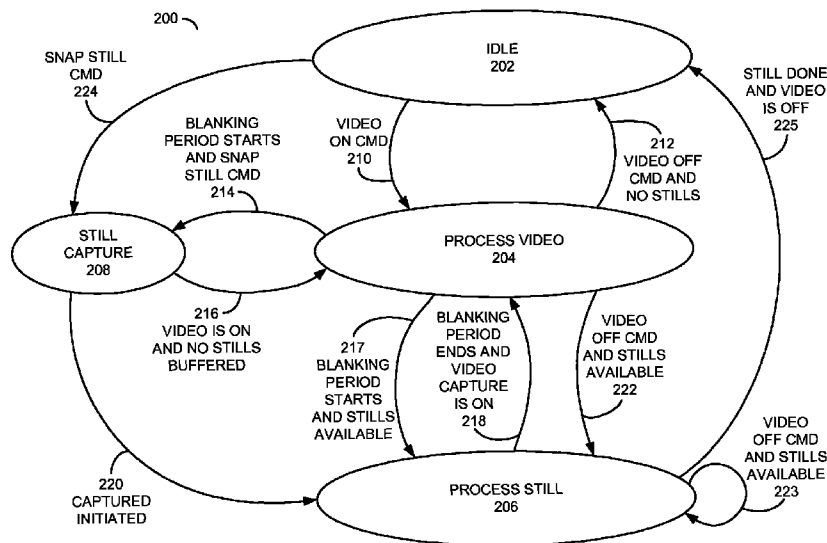 200
IDLE
202
SNAP STILL
CMD
224
STILL DONE
AND VIDEO
IS OFF
225
BLANKING
PERIOD STARTS
AND SNAP
STILL CMD
214
VIDEO
ON CMD
210
212
VIDEO OFF
CMD AND
NO STILLS
STILL
CAPTURE
208
PROCESS VIDEO
204
216
VIDEO IS ON
AND NO STILLS
BUFFERED
217
BLANKING
PERIOD
STARTS
AND STILLS
AVAILABLE
BLANKING
PERIOD
ENDS AND
VIDEO
CAPTURE
IS ON
218
VIDEO
OFF CMD
AND STILLS
AVAILABLE
222
VIDEO
OFF CMD
AND STILLS
AVAILABLE
223
220
CAPTURED
INITIATED
PROCESS STILL
206